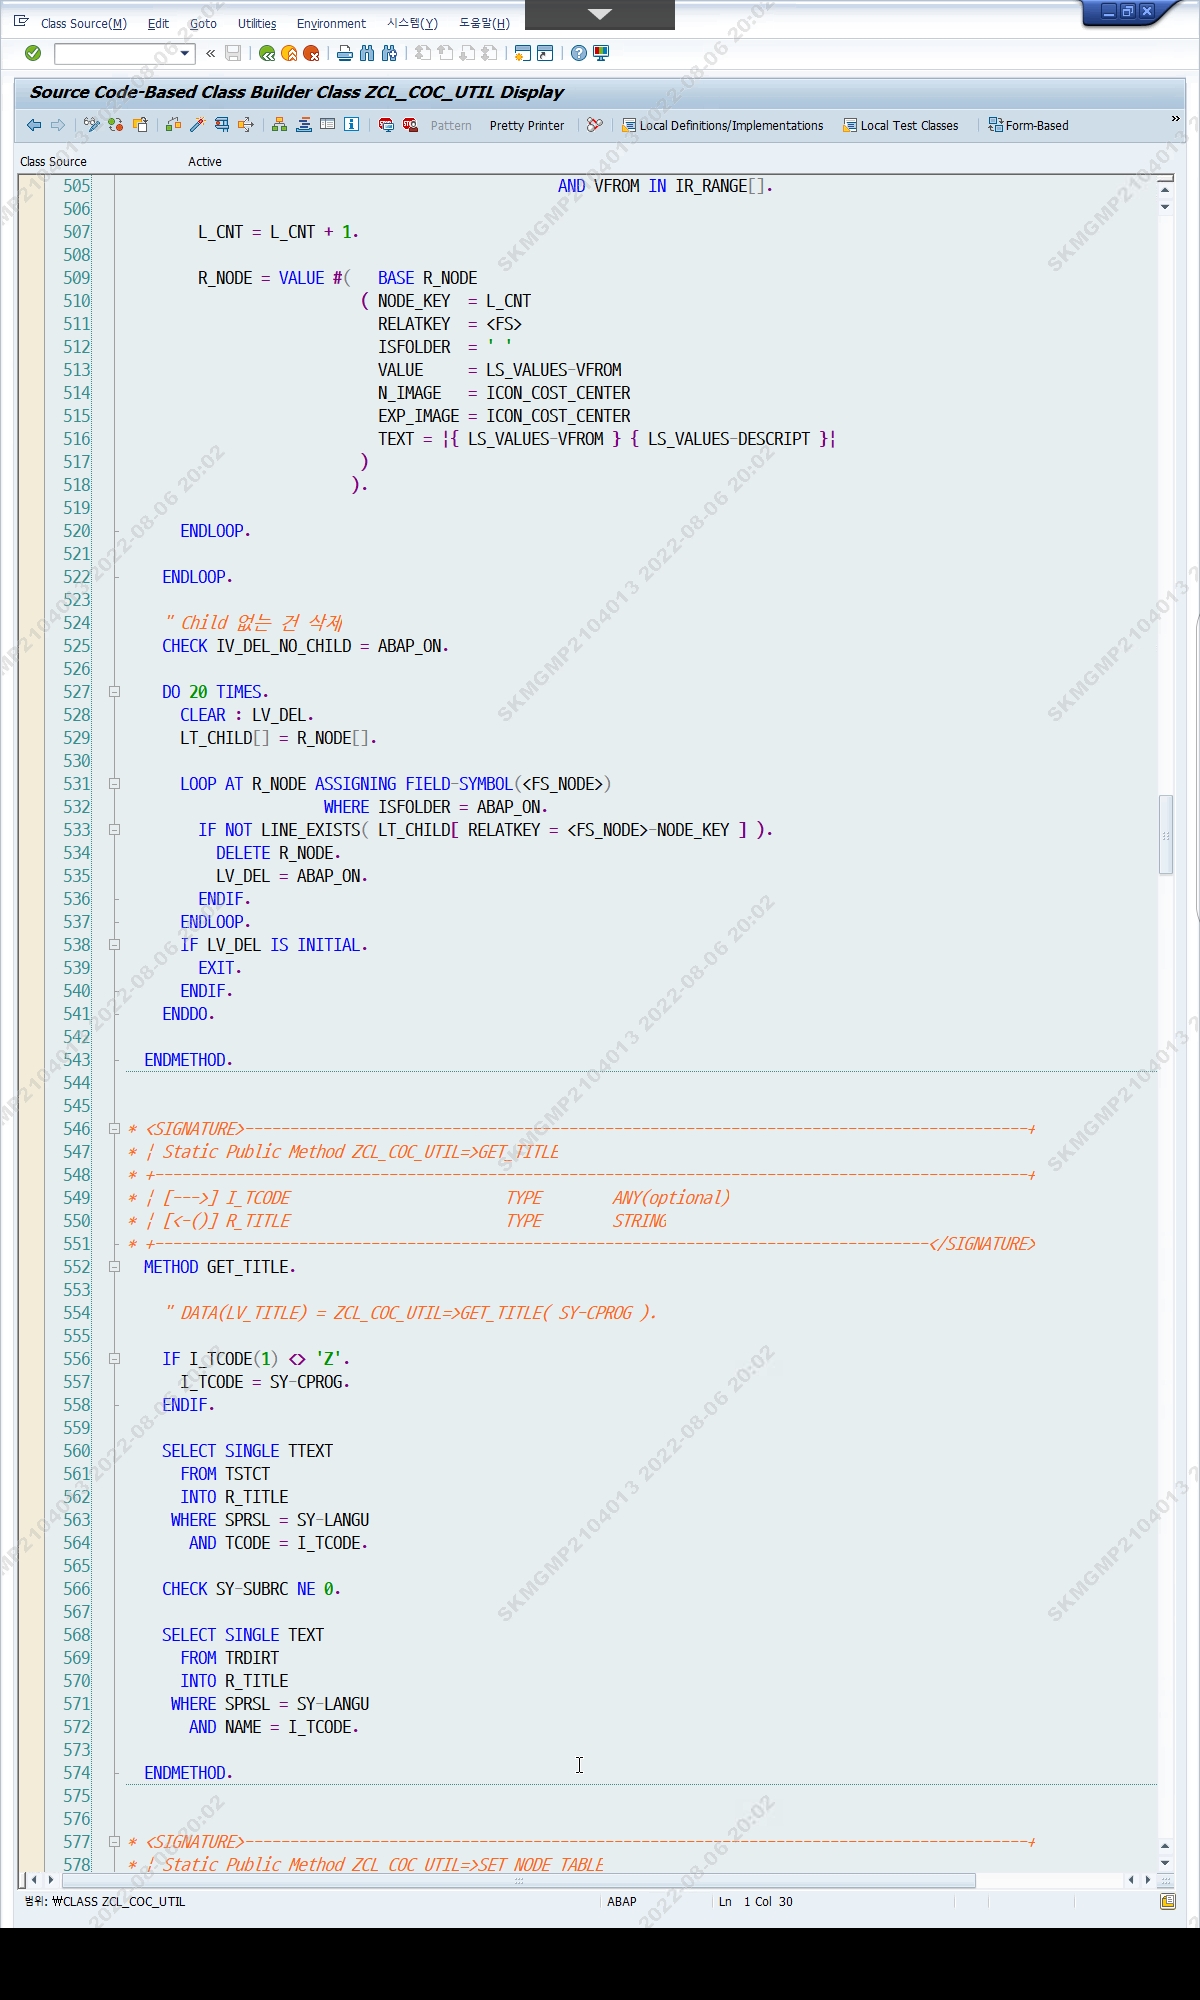 Class Source(M) Edit Goto Utilities Environment 시스템(Y) 도움말(H)
Source Code-Based Class Builder Class ZCL_COC_UTIL Display
Pattern Pretty Printer Local Definitions/Implementations Local Test Classes Form-Based »
Class Source Active
505 AND VFROM IN IR_RANGE[].
506
507 L_CNT = L_CNT + 1.
508
509 R_NODE = VALUE #( BASE R_NODE
510 ( NODE_KEY = L_CNT
511 RELATKEY = <FS>
512 ISFOLDER = ' '
513 VALUE = LS_VALUES-VFROM
514 N_IMAGE = ICON_COST_CENTER
515 EXP_IMAGE = ICON_COST_CENTER
516 TEXT = |{ LS_VALUES-VFROM } { LS_VALUES-DESCRIPT }|
517 )
518 ).
519
520 ENDLOOP.
521
522 ENDLOOP.
523
524 " Child 없는 건 삭제
525 CHECK IV_DEL_NO_CHILD = ABAP_ON.
526
527 DO 20 TIMES.
528 CLEAR : LV_DEL.
529 LT_CHILD[] = R_NODE[].
530
531 LOOP AT R_NODE ASSIGNING FIELD-SYMBOL(<FS_NODE>)
532 WHERE ISFOLDER = ABAP_ON.
533 IF NOT LINE_EXISTS( LT_CHILD[ RELATKEY = <FS_NODE>-NODE_KEY ] ).
534 DELETE R_NODE.
535 LV_DEL = ABAP_ON.
536 ENDIF.
537 ENDLOOP.
538 IF LV_DEL IS INITIAL.
539 EXIT.
540 ENDIF.
541 ENDDO.
542
543 ENDMETHOD.
544
545
546 * <SIGNATURE>---------------------------------------------------------------------------------------+
547 * | Static Public Method ZCL_COC_UTIL=>GET_TITLE
548 * +-------------------------------------------------------------------------------------------------+
549 * | [--->] I_TCODE TYPE ANY(optional)
550 * | [<-()] R_TITLE TYPE STRING
551 * +--------------------------------------------------------------------------------------</SIGNATURE>
552 METHOD GET_TITLE.
553
554 " DATA(LV_TITLE) = ZCL_COC_UTIL=>GET_TITLE( SY-CPROG ).
555
556 IF I_TCODE(1) <> 'Z'.
557 I_TCODE = SY-CPROG.
558 ENDIF.
559
560 SELECT SINGLE TTEXT
561 FROM TSTCT
562 INTO R_TITLE
563 WHERE SPRSL = SY-LANGU
564 AND TCODE = I_TCODE.
565
566 CHECK SY-SUBRC NE 0.
567
568 SELECT SINGLE TEXT
569 FROM TRDIRT
570 INTO R_TITLE
571 WHERE SPRSL = SY-LANGU
572 AND NAME = I_TCODE.
573
574 ENDMETHOD.
575
576
577 * <SIGNATURE>---------------------------------------------------------------------------------------+
578 * | Static Public Method ZCL_COC_UTIL=>SET_NODE_TABLE
범위: ₩CLASS ZCL_COC_UTIL ABAP Ln 1 Col 30
SKMGMP2104013 2022-08-06 20:02